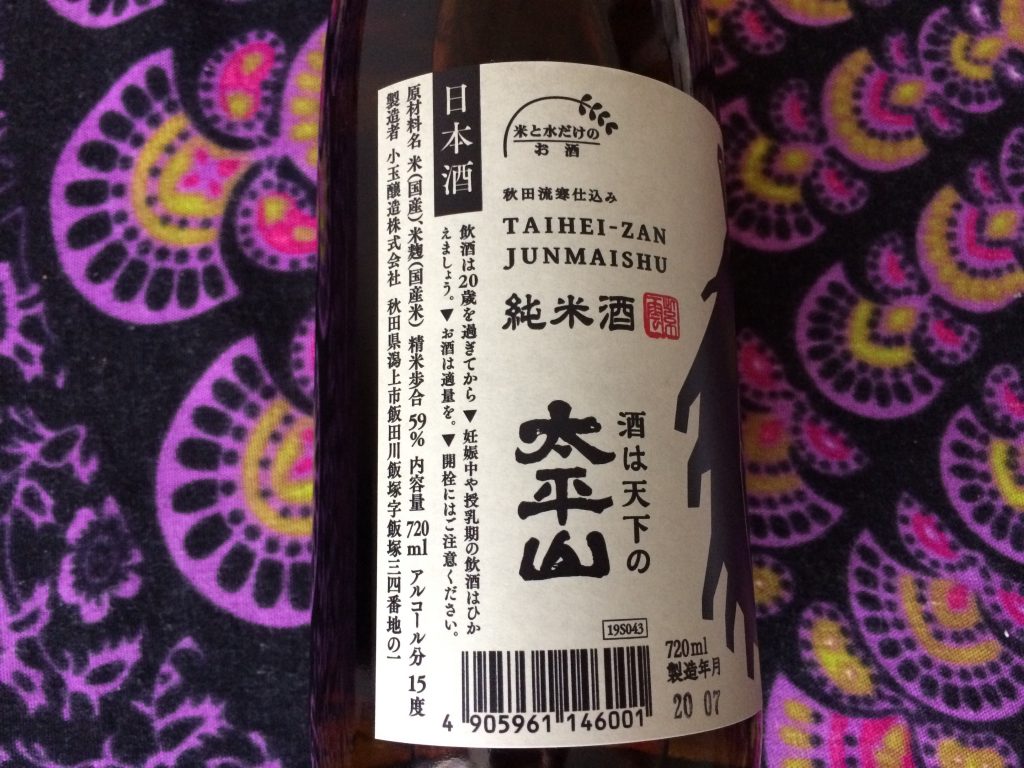 米と水だけの
お酒
秋田流寒仕込み
TAIHEI-ZAN
JUNMAISHU
純米酒
酒は天下の
太平山
日本酒
飲酒は20歳を過ぎてから▼妊娠中や授乳期の飲酒はひか
えましょう。▼お酒は適量を。▼開栓にはご注意ください。
原材料名 米(国産)、米麹(国産米) 精米歩合 59% 内容量 720ml アルコール分 15度
製造者 小玉醸造株式会社 秋田県潟上市飯田川飯塚字飯塚三四番地の一
19S043
720ml
製造年月
20 07
4 905961 146001